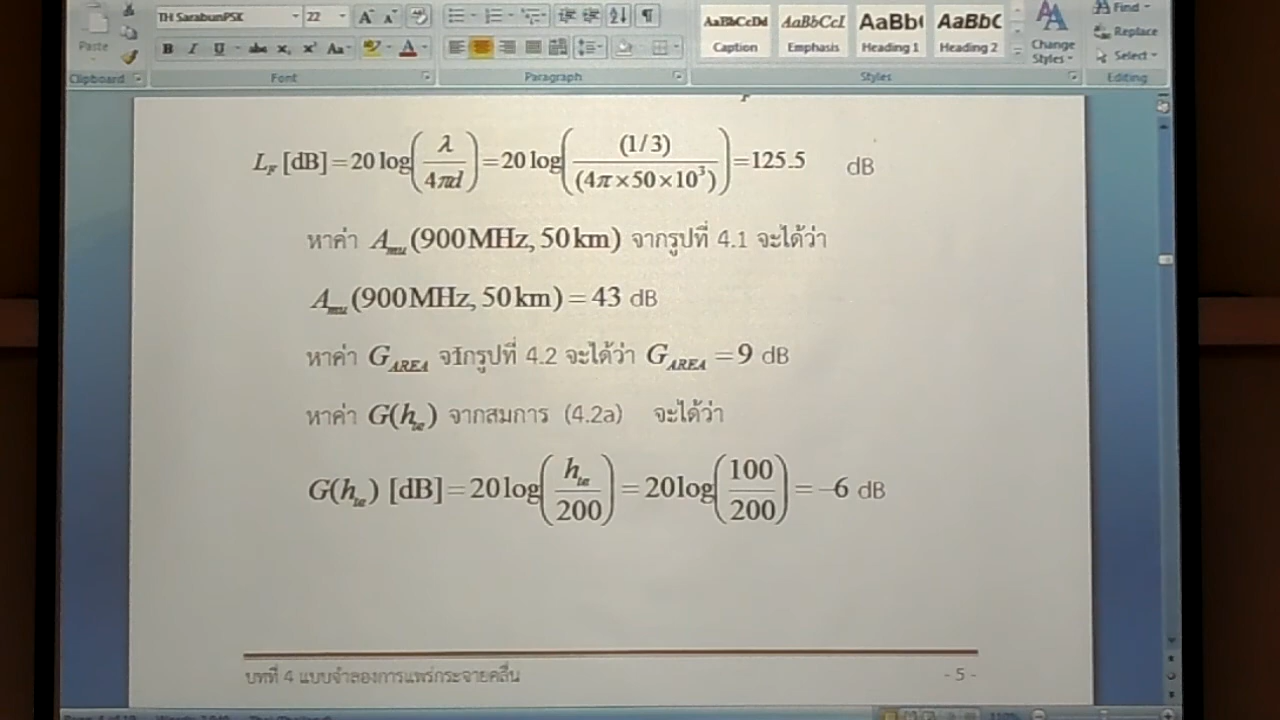 TH SarabunPSK 22 Find
Paste Replace
Caption Emphasis Heading 1 Heading 2 Change Styles Select
Clipboard Font Paragraph Styles Editing
L_F [dB] = 20 log(λ/4πd) = 20 log((1/3)/(4π×50×10³)) = 125.5 dB
หาค่า A_mu (900MHz, 50km) จากรูปที่ 4.1 จะได้ว่า
A_mu (900MHz, 50km) = 43 dB
หาค่า G_AREA จากรูปที่ 4.2 จะได้ว่า G_AREA = 9 dB
หาค่า G(h_te) จากสมการ (4.2a) จะได้ว่า
G(h_te) [dB] = 20log(h_te/200) = 20log(100/200) = –6 dB
บทที่ 4 แบบจำลองการแพร่กระจายคลื่น - 5 -